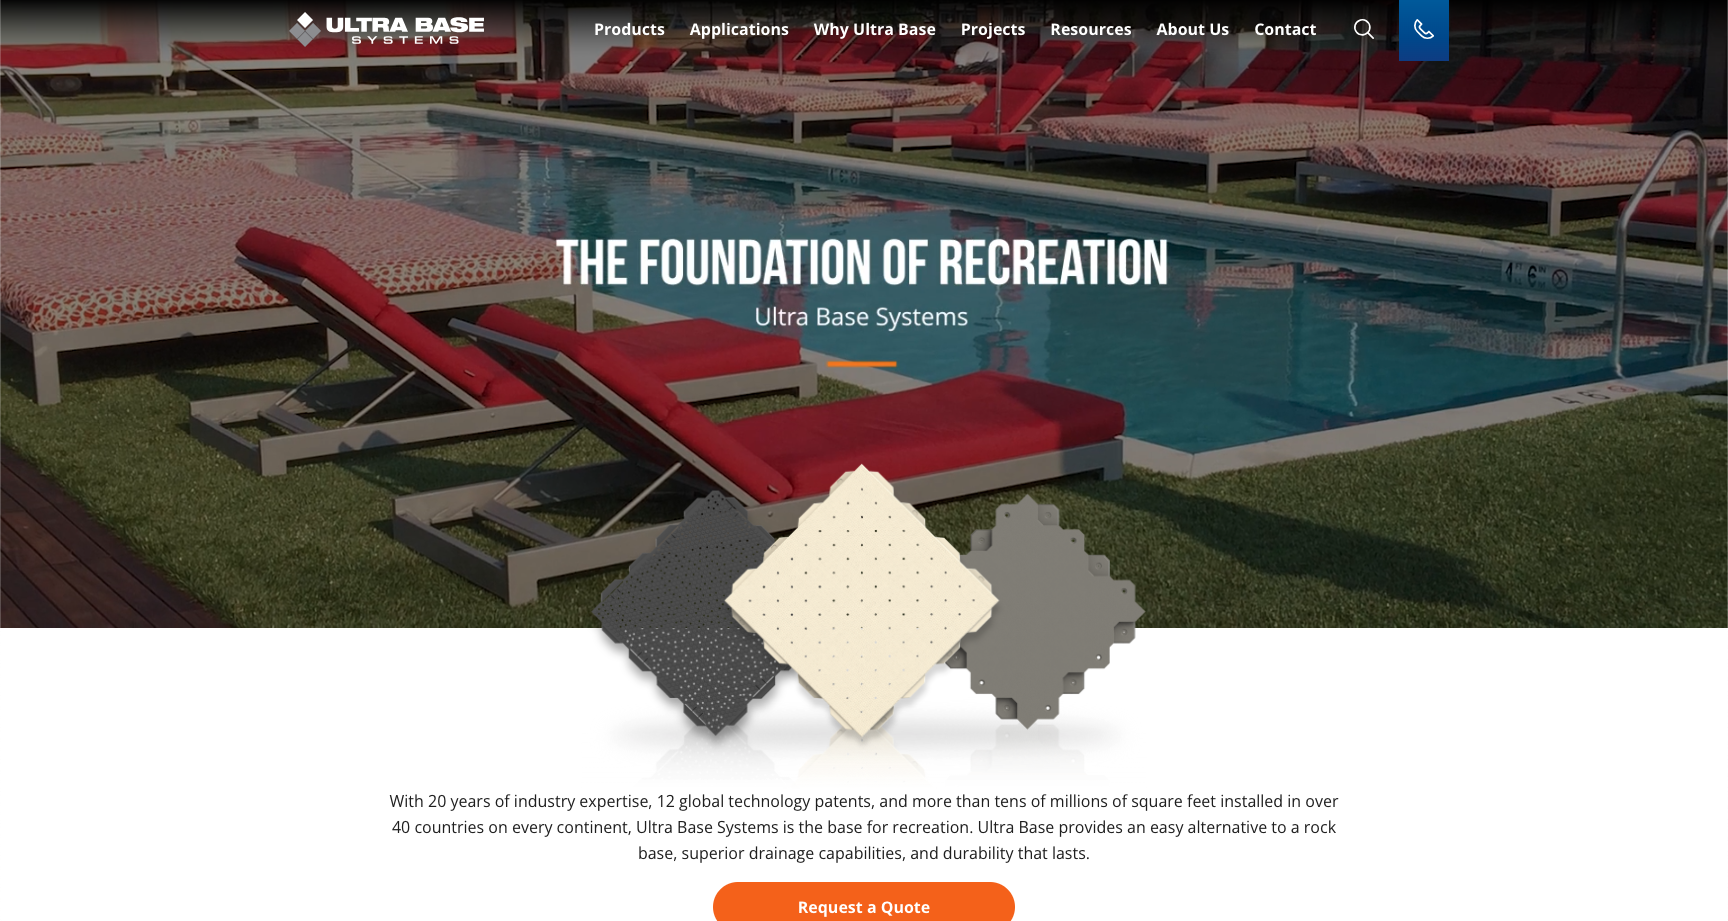 ULTRA BASE
SYSTEMS
Products Applications Why Ultra Base Projects Resources About Us Contact
THE FOUNDATION OF RECREATION
Ultra Base Systems
4 FT 6 IN
With 20 years of industry expertise, 12 global technology patents, and more than tens of millions of square feet installed in over
40 countries on every continent, Ultra Base Systems is the base for recreation. Ultra Base provides an easy alternative to a rock
base, superior drainage capabilities, and durability that lasts.
Request a Quote